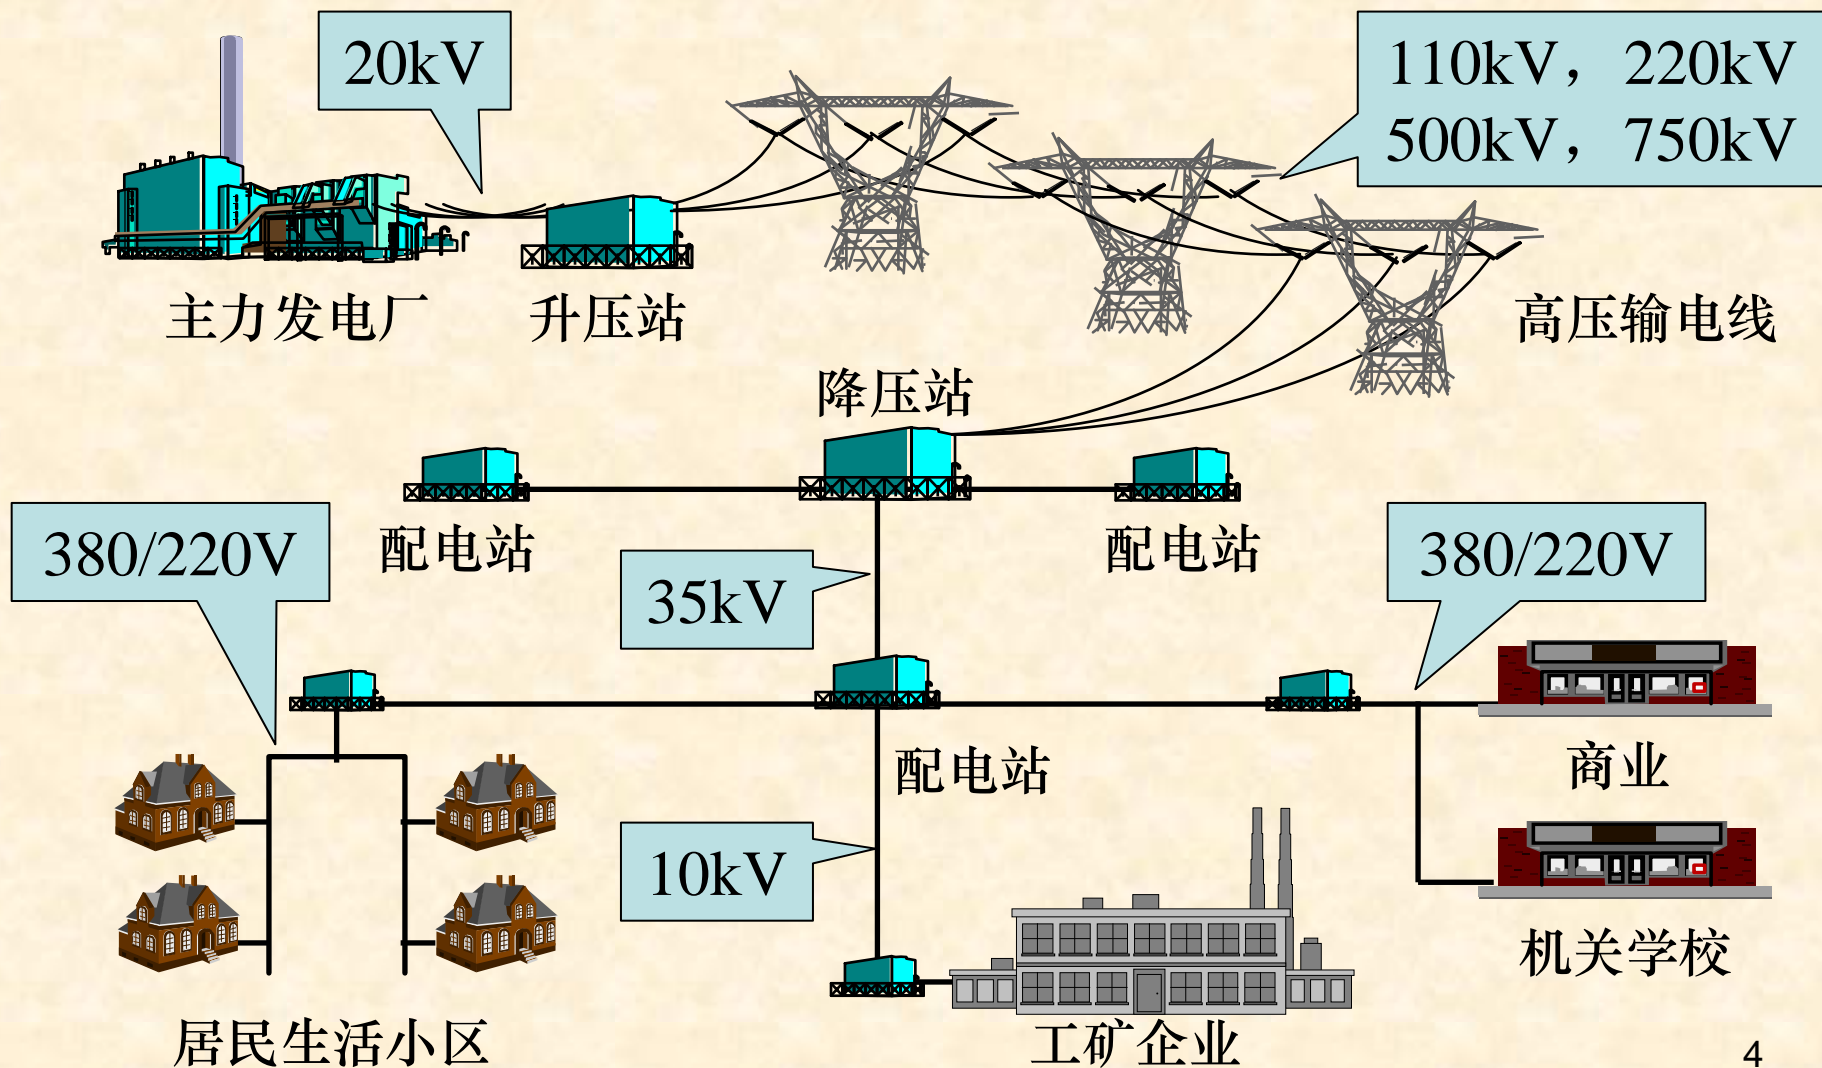 20kV
110kV，220kV
500kV，750kV
主力发电厂
升压站
高压输电线
降压站
配电站
配电站
380/220V
35kV
380/220V
配电站
商业
10kV
机关学校
居民生活小区
工矿企业
4